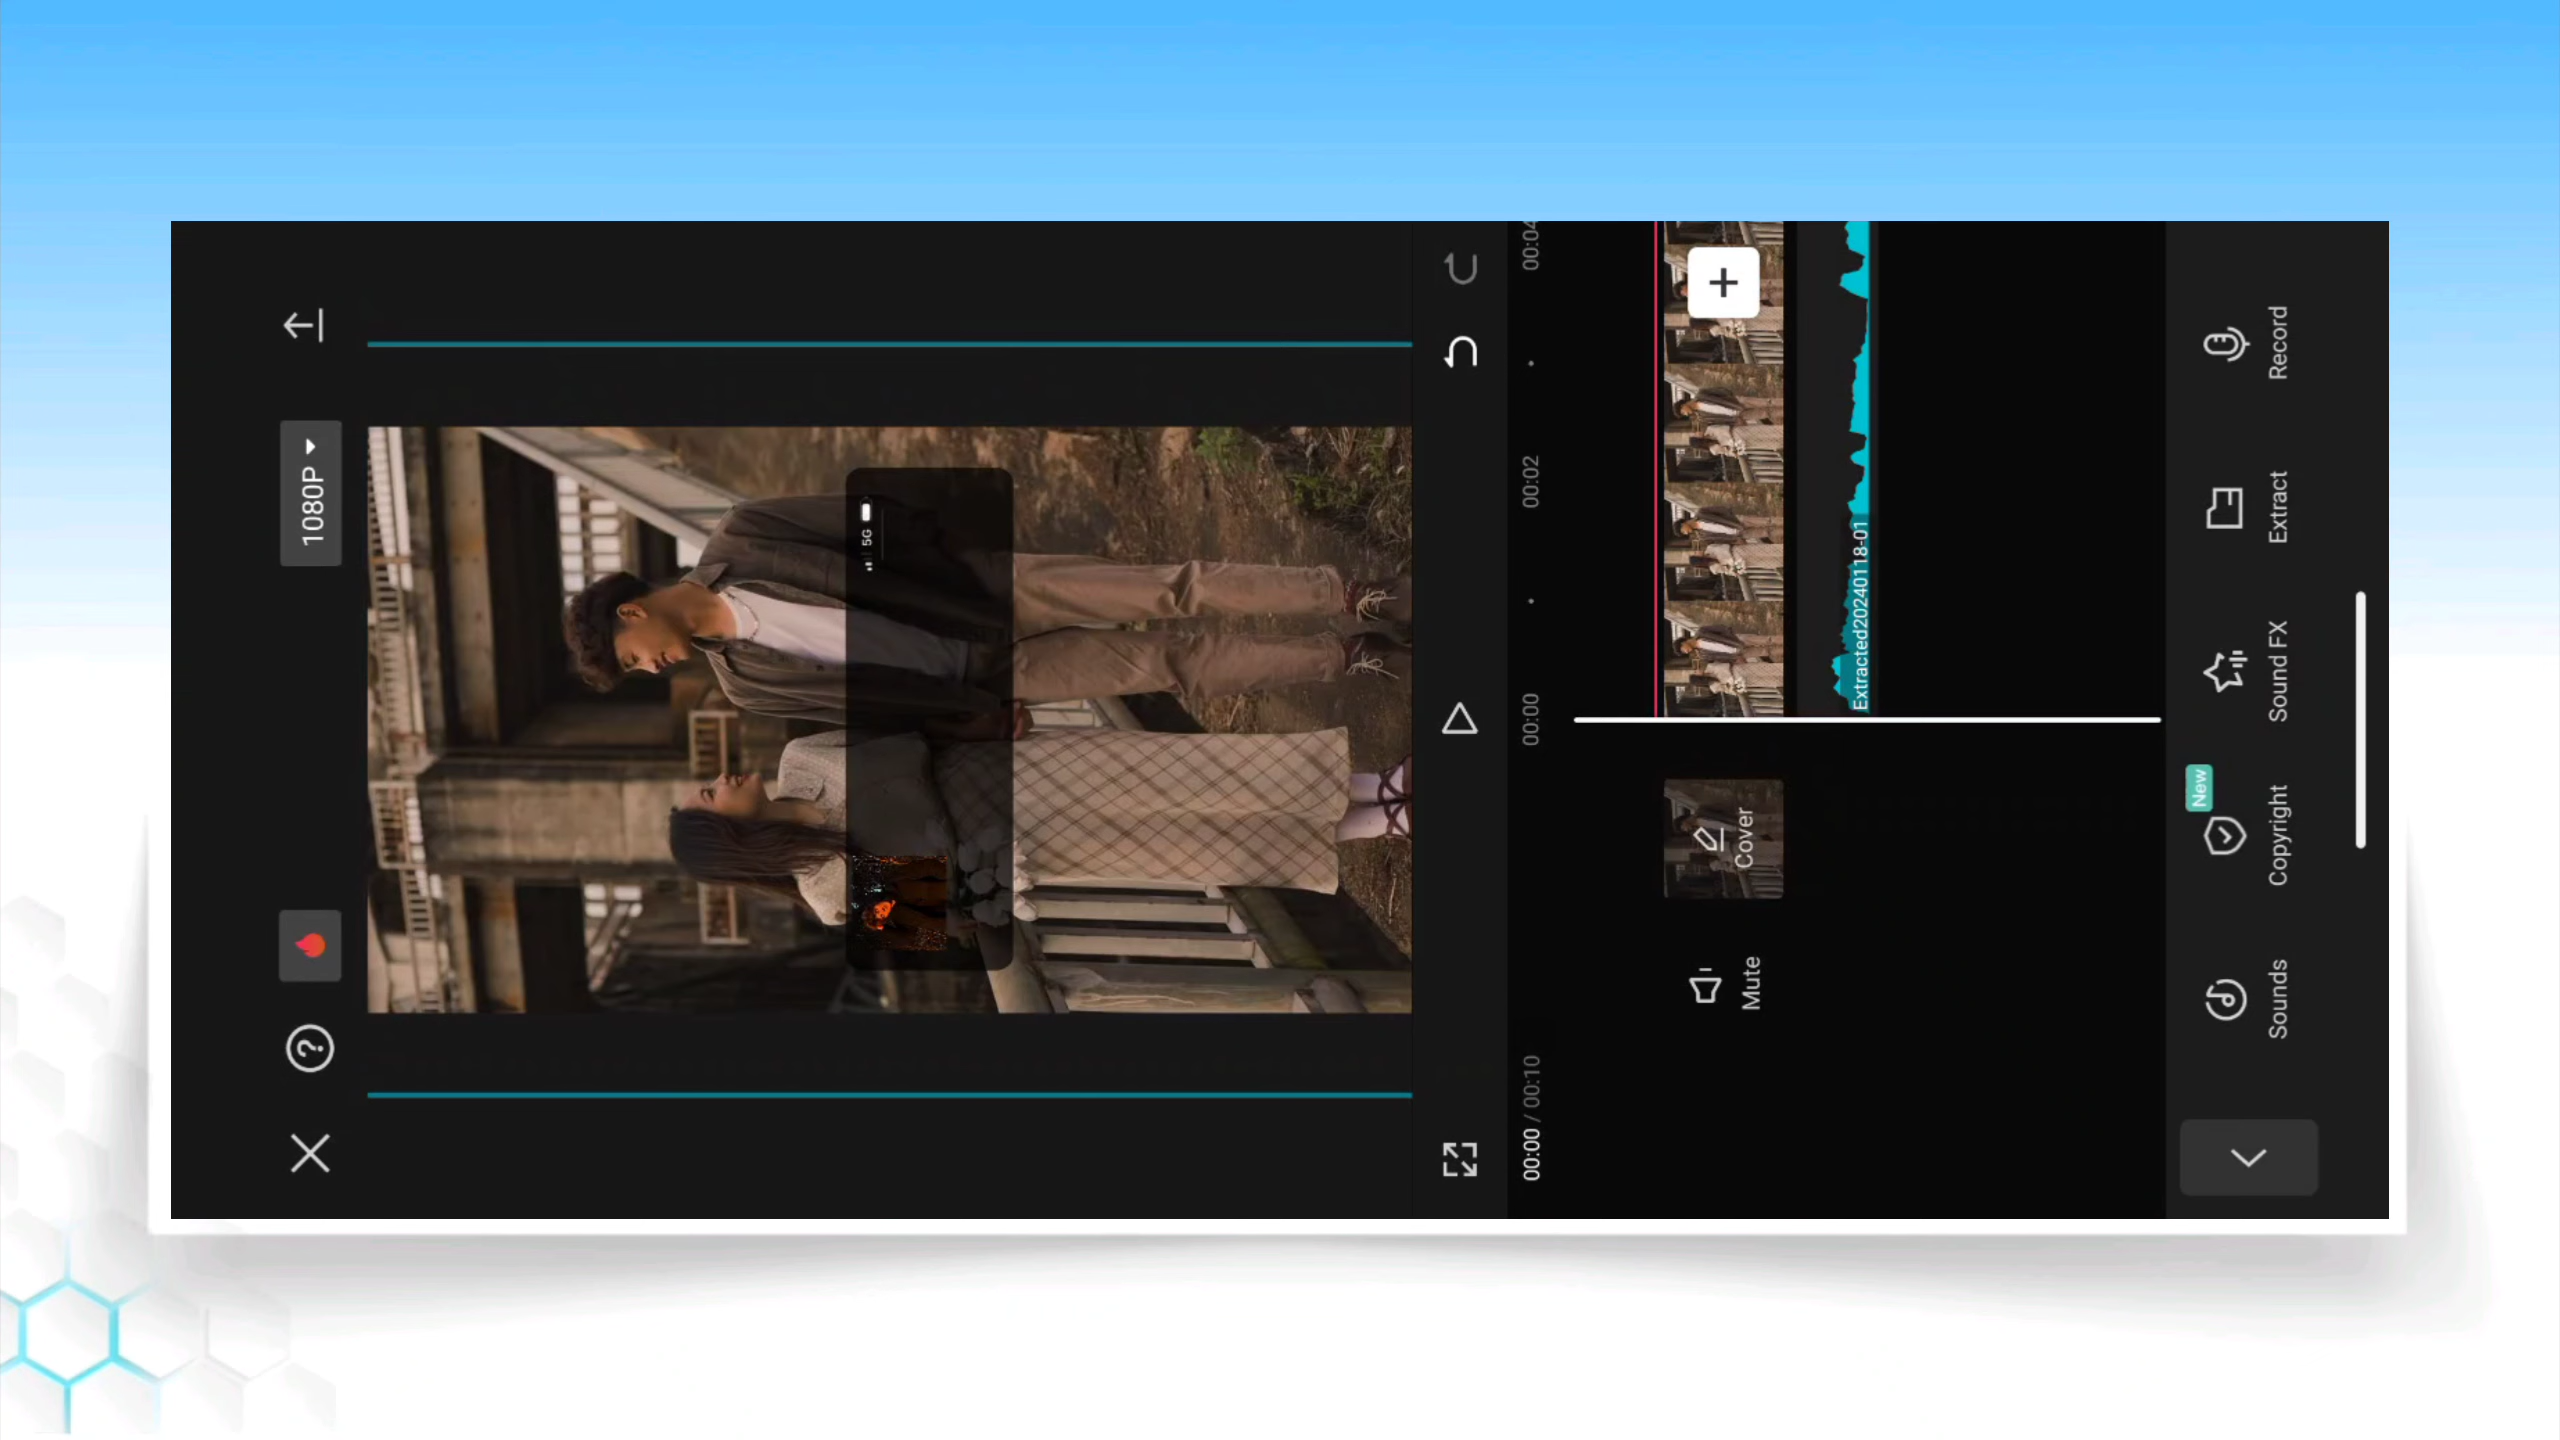 1080P
5G
00:00 / 00:10
00:00
00:02
00:04
Mute
Cover
Extracted20240118-01
Sounds
Copyright
New
Sound FX
Extract
Record